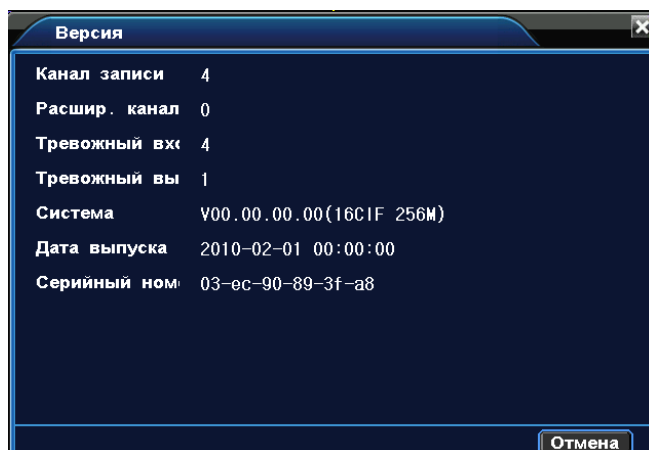 Версия
Канал записи 4
Расшир. канал 0
Тревожный вхо 4
Тревожный вы 1
Система V00.00.00.00(16CIF 256M)
Дата выпуска 2010-02-01 00:00:00
Серийный ном 03-ec-90-89-3f-a8
Отмена